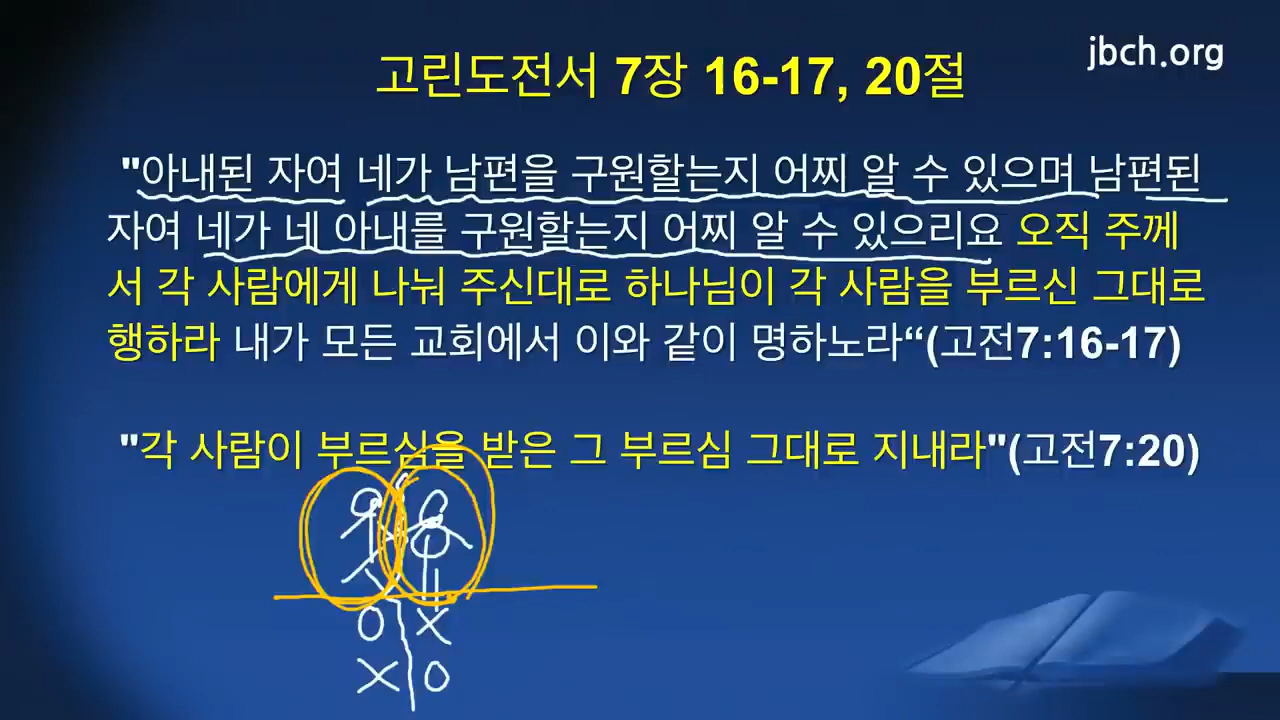 jbch.org
고린도전서 7장 16-17, 20절
"아내된 자여 네가 남편을 구원할는지 어찌 알 수 있으며 남편된
자여 네가 네 아내를 구원할는지 어찌 알 수 있으리요 오직 주께
서 각 사람에게 나눠 주신대로 하나님이 각 사람을 부르신 그대로
행하라 내가 모든 교회에서 이와 같이 명하노라“(고전7:16-17)
"각 사람이 부르심을 받은 그 부르심 그대로 지내라"(고전7:20)
O X
X O